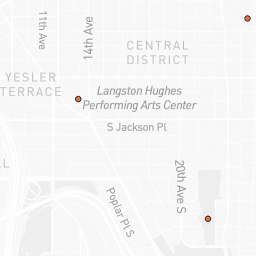 11th Ave
14th Ave
CENTRAL
DISTRICT
YESLER
TERRACE
Langston Hughes
Performing Arts Center
S Jackson Pl
20th Ave S
Poplar Pl S